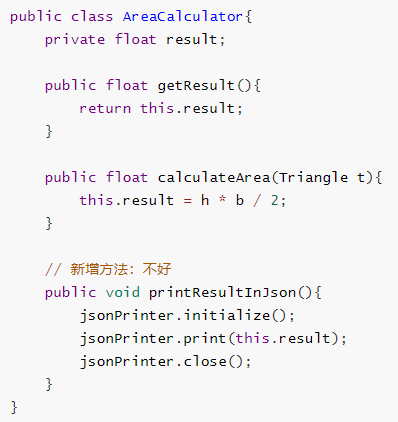 public class AreaCalculator{
    private float result;

    public float getResult(){
        return this.result;
    }

    public float calculateArea(Triangle t){
        this.result = h * b / 2;
    }

    // 新增方法: 不好
    public void printResultInJson(){
        jsonPrinter.initialize();
        jsonPrinter.print(this.result);
        jsonPrinter.close();
    }
}